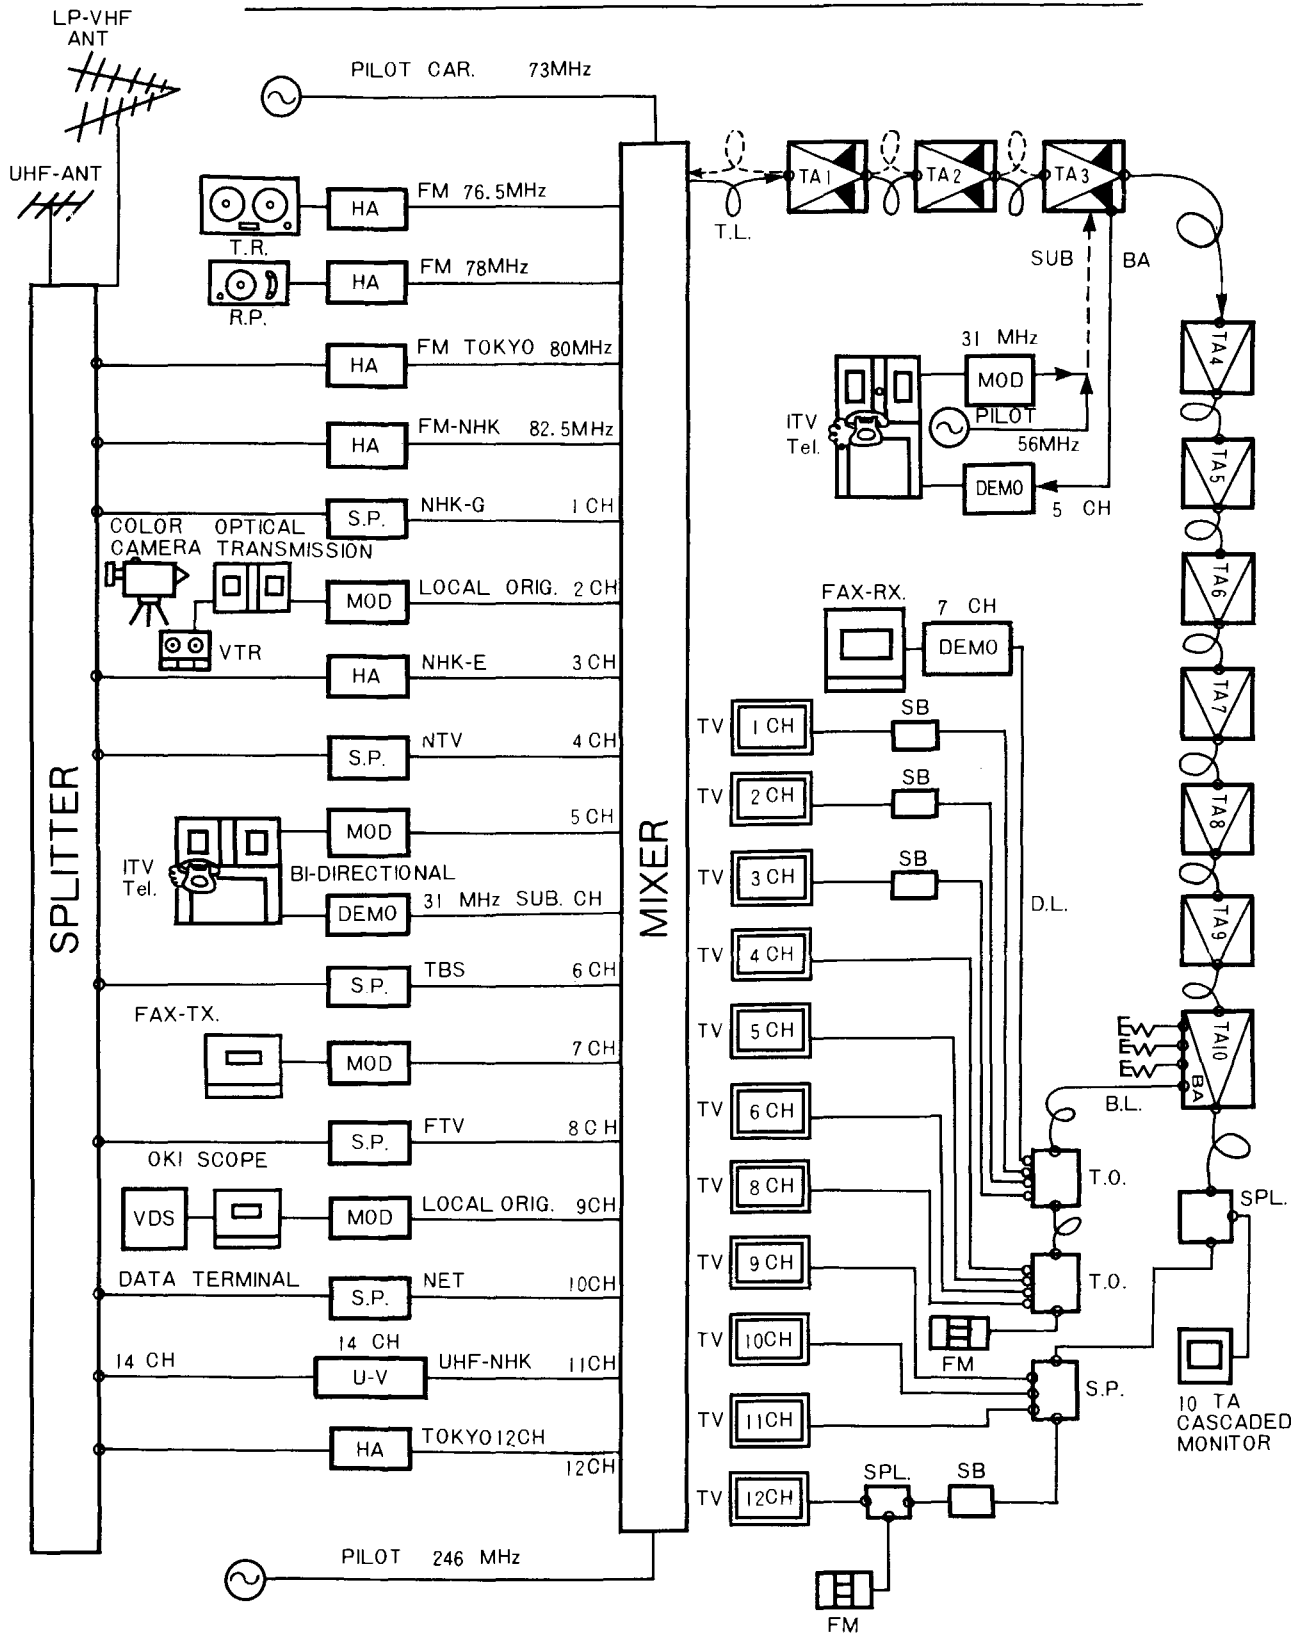 LP-VHF
ANT
PILOT CAR. 73MHz
UHF-ANT
T.R.
HA
FM 76.5MHz
R.P.
HA
FM 78MHz
HA
FM TOKYO 80MHz
HA
FM-NHK 82.5MHz
S.P.
NHK-G 1 CH
COLOR
CAMERA
OPTICAL
TRANSMISSION
VTR
MOD
LOCAL ORIG. 2 CH
HA
NHK-E 3 CH
S.P.
NTV 4 CH
ITV
Tel.
MOD
5 CH
BI-DIRECTIONAL
DEMO
31 MHz SUB. CH
S.P.
TBS 6 CH
FAX-TX.
MOD
7 CH
S.P.
FTV 8 CH
OKI SCOPE
VDS
MOD
LOCAL ORIG. 9CH
DATA TERMINAL
S.P.
NET 10CH
14 CH
14 CH
U-V
UHF-NHK 11CH
HA
TOKYO 12CH
12CH
PILOT 246 MHz
SPLITTER
MIXER
T.L.
TA 1
TA 2
TA 3
SUB
BA
31 MHz
MOD
PILOT
56MHz
ITV
Tel.
DEMO
5 CH
TA4
TA5
TA6
TA7
TA8
TA9
TA10
BA
B.L.
FAX-RX.
7 CH
DEMO
D.L.
TV 1 CH
SB
TV 2 CH
SB
TV 3 CH
SB
TV 4 CH
TV 5 CH
TV 6 CH
TV 8 CH
TV 9 CH
TV 10CH
TV 11CH
TV 12CH
T.O.
T.O.
FM
S.P.
SPL.
10 TA
CASCADED
MONITOR
SPL.
SB
FM